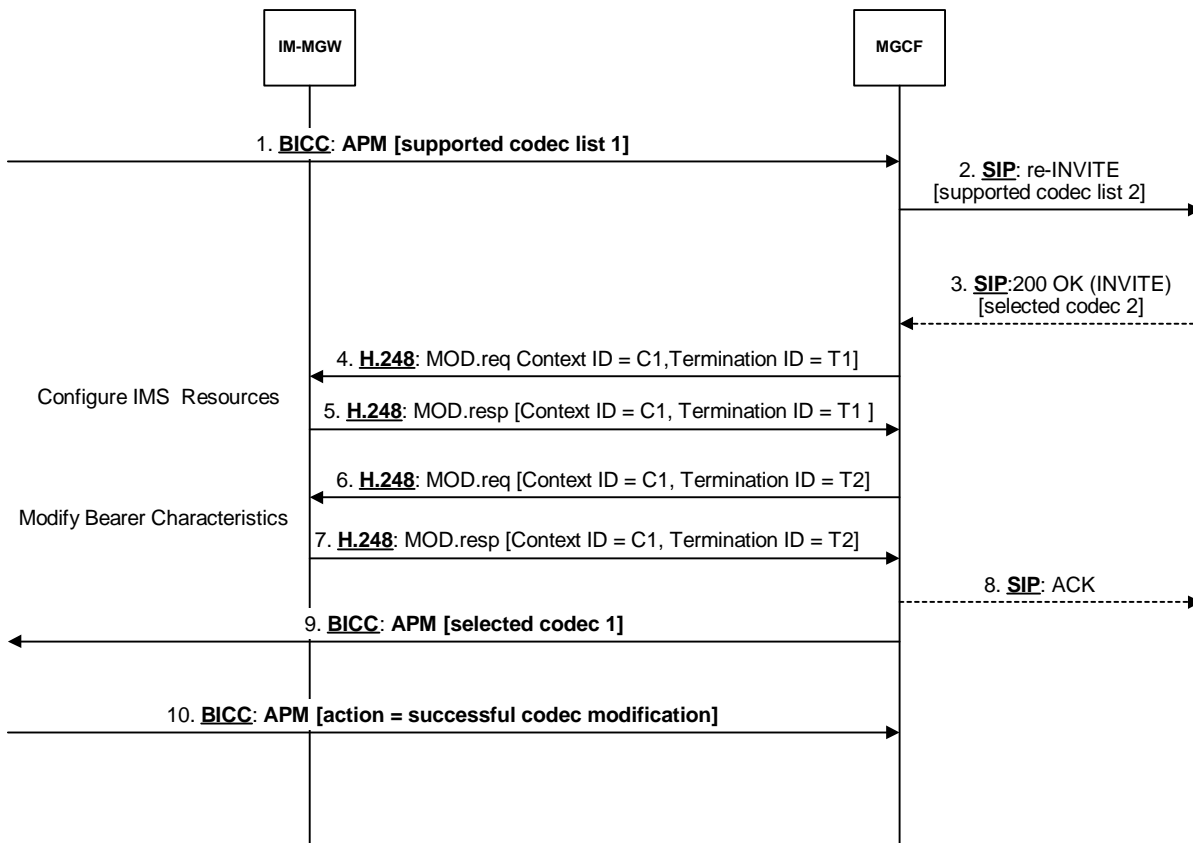 IM-MGW
MGCF
1. BICC: APM [supported codec list 1]
2. SIP: re-INVITE
[supported codec list 2]
3. SIP:200 OK (INVITE)
[selected codec 2]
4. H.248: MOD.req Context ID = C1,Termination ID = T1]
Configure IMS  Resources
5. H.248: MOD.resp [Context ID = C1, Termination ID = T1 ]
6. H.248: MOD.req [Context ID = C1, Termination ID = T2]
Modify Bearer Characteristics
7. H.248: MOD.resp [Context ID = C1, Termination ID = T2]
8. SIP: ACK
9. BICC: APM [selected codec 1]
10. BICC: APM [action = successful codec modification]